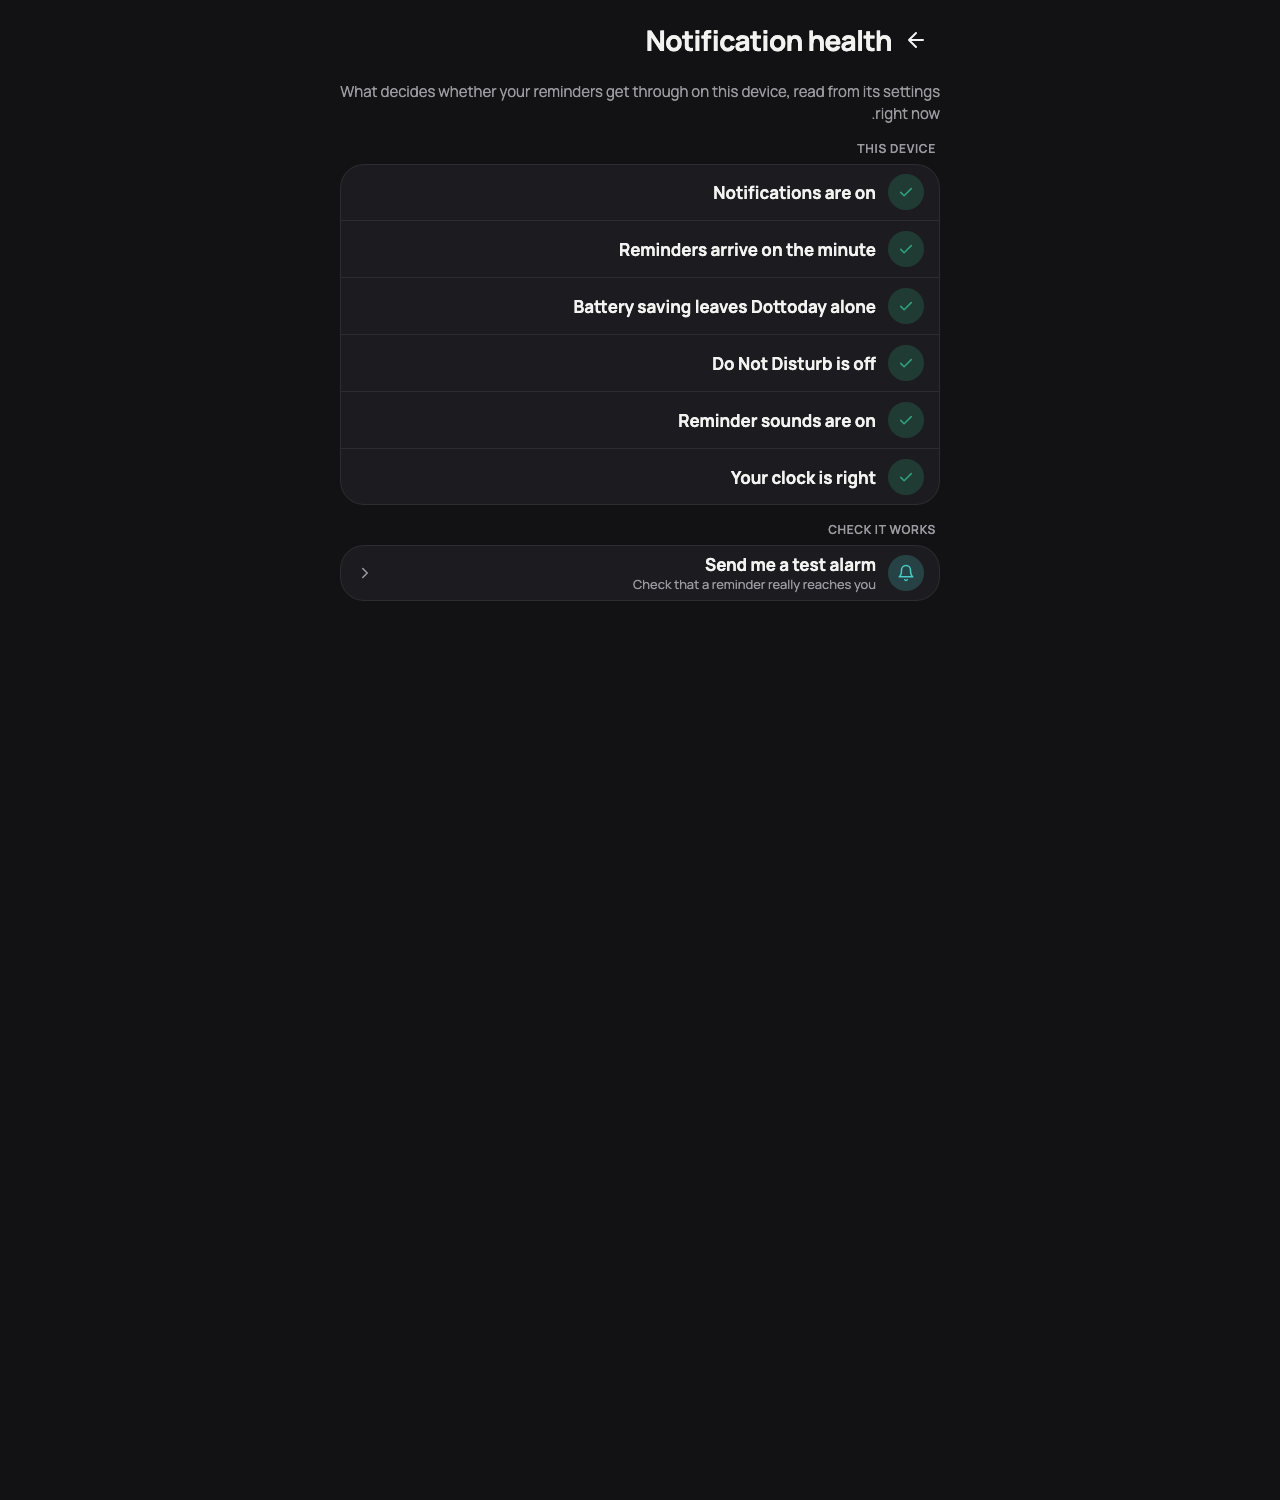 Notification health
What decides whether your reminders get through on this device, read from its settings
.right now
THIS DEVICE
Notifications are on
Reminders arrive on the minute
Battery saving leaves Dottoday alone
Do Not Disturb is off
Reminder sounds are on
Your clock is right
CHECK IT WORKS
Send me a test alarm
Check that a reminder really reaches you